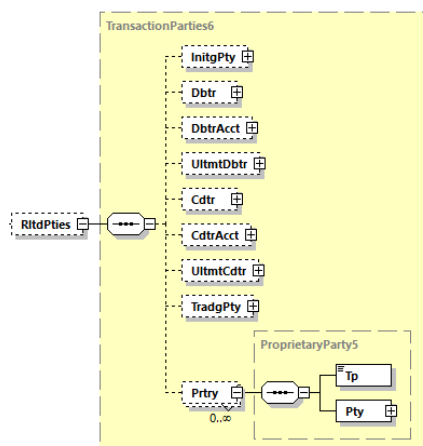 TransactionParties6
InitgPty
Dbtr
DbtrAcct
UltmtDbtr
RltdPties
Cdtr
CdtrAcct
UltmtCdtr
TradgPty
ProprietaryParty5
Tp
Prtry
0..∞
Pty